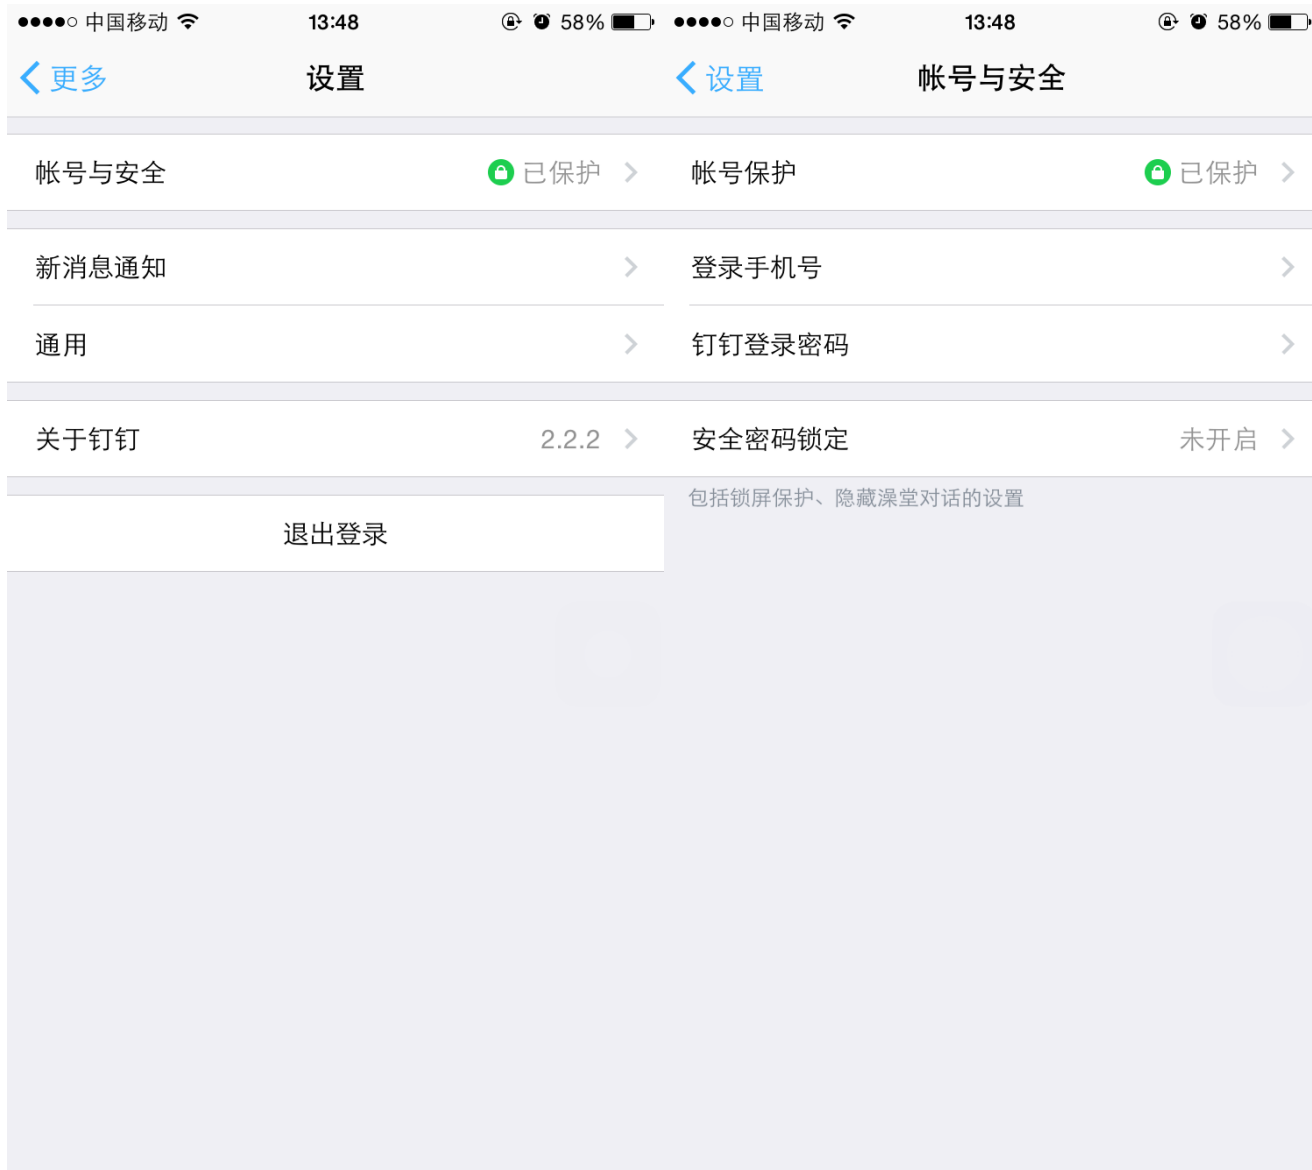 中国移动 13:48 58%
更多 设置
帐号与安全 已保护
新消息通知
通用
关于钉钉 2.2.2
退出登录
中国移动 13:48 58%
设置 帐号与安全
帐号保护 已保护
登录手机号
钉钉登录密码
安全密码锁定 未开启
包括锁屏保护、隐藏澡堂对话的设置